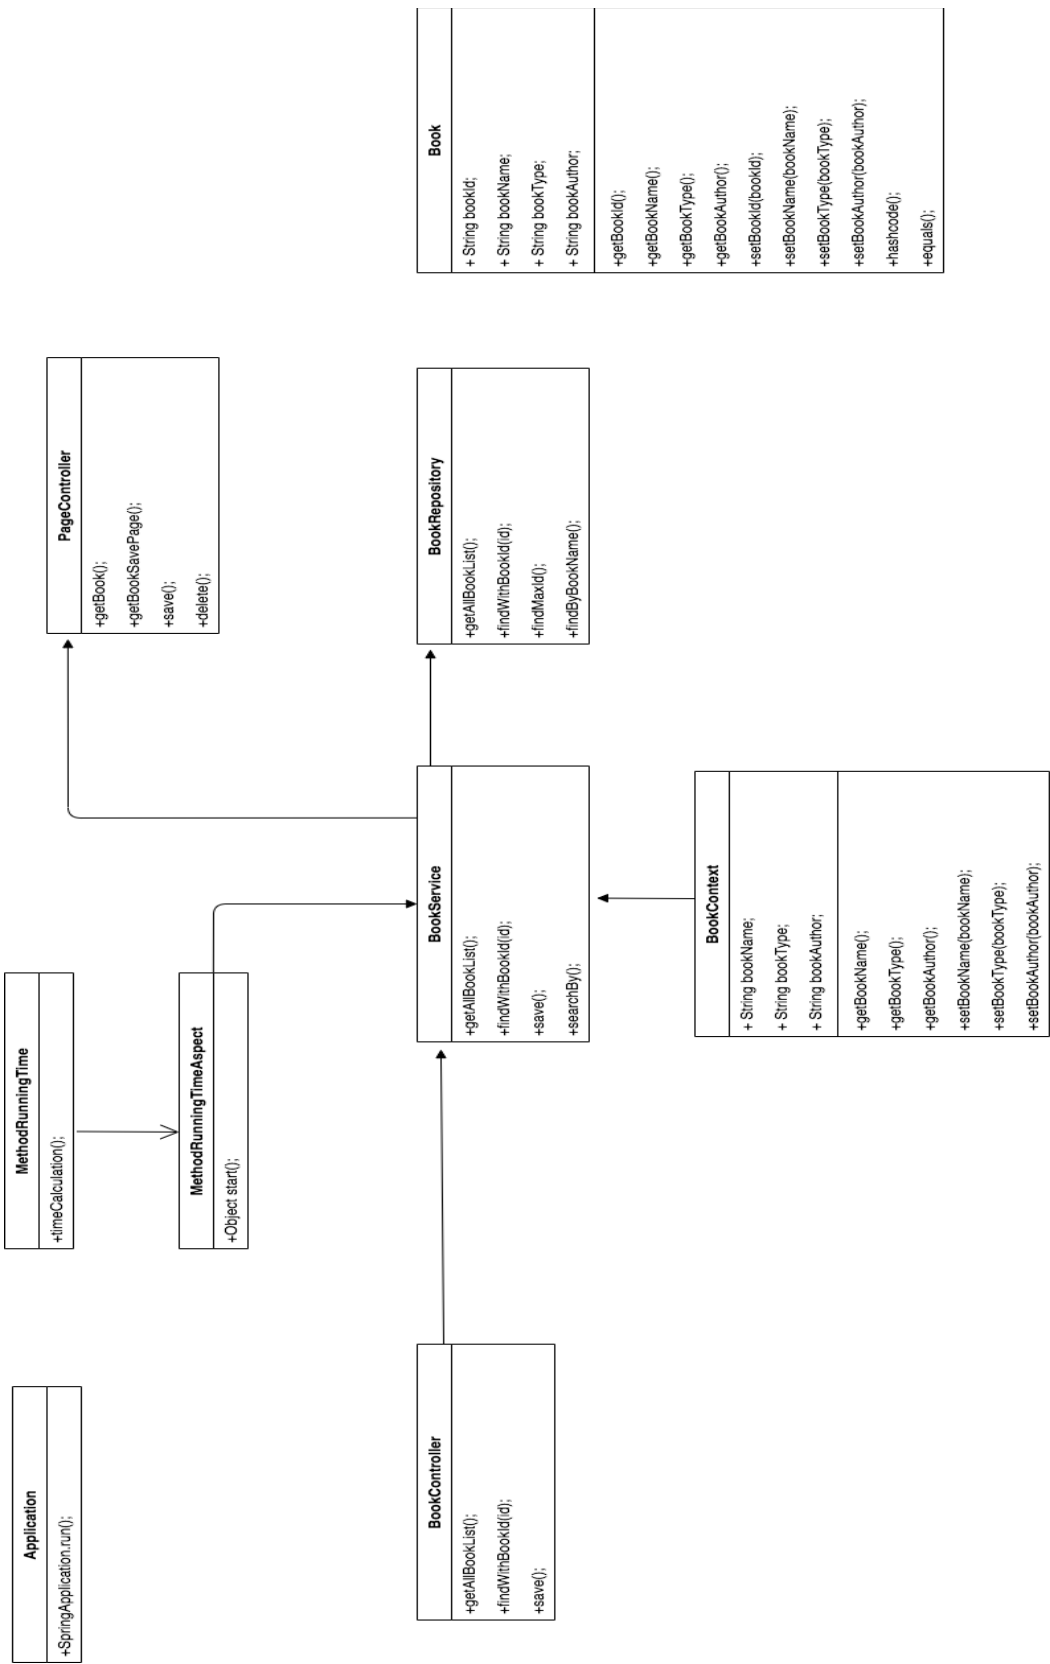 Application
+SpringApplication.run();
MethodRunningTime
+timeCalculation();
MethodRunningTimeAspect
+Object start();
PageController
+getBook();
+getBookSavePage();
+save();
+delete();
BookController
+getAllBookList();
+findWithBookId(id);
+save();
BookService
+getAllBookList();
+findWithBookId(id);
+save();
+searchBy();
BookRepository
+getAllBookList();
+findWithBookId(id);
+findMaxId();
+findByBookName();
Book
+ String bookId;
+ String bookName;
+ String bookType;
+ String bookAuthor;
+getBookId();
+getBookName();
+getBookType();
+getBookAuthor();
+setBookId(bookId);
+setBookName(bookName);
+setBookType(bookType);
+setBookAuthor(bookAuthor);
+hashcode();
+equals();
BookContext
+ String bookName;
+ String bookType;
+ String bookAuthor;
+getBookName();
+getBookType();
+getBookAuthor();
+setBookName(bookName);
+setBookType(bookType);
+setBookAuthor(bookAuthor);